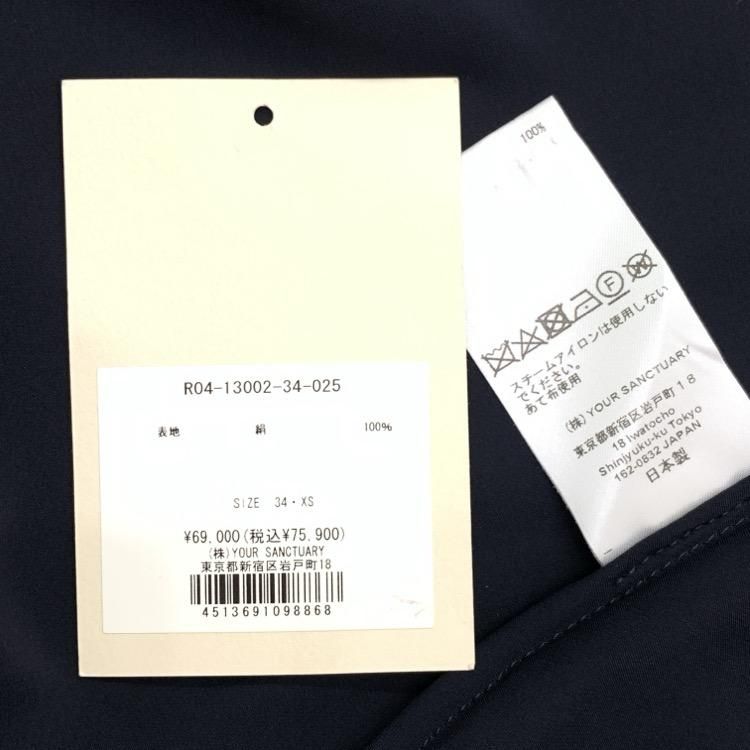 R04-13002-34-025
表地 絹 100%
SIZE 34・XS
¥69,000(税込¥75,900)
(株)YOUR SANCTUARY
東京都新宿区岩戸町18
4513691098868
100%
スチームアイロンは使用しない
でください。
あて布使用
(株)YOUR SANCTUARY
東京都新宿区岩戸町18
18 Iwatocho
Shinjyuku-ku Tokyo
162-0832 JAPAN
日本製